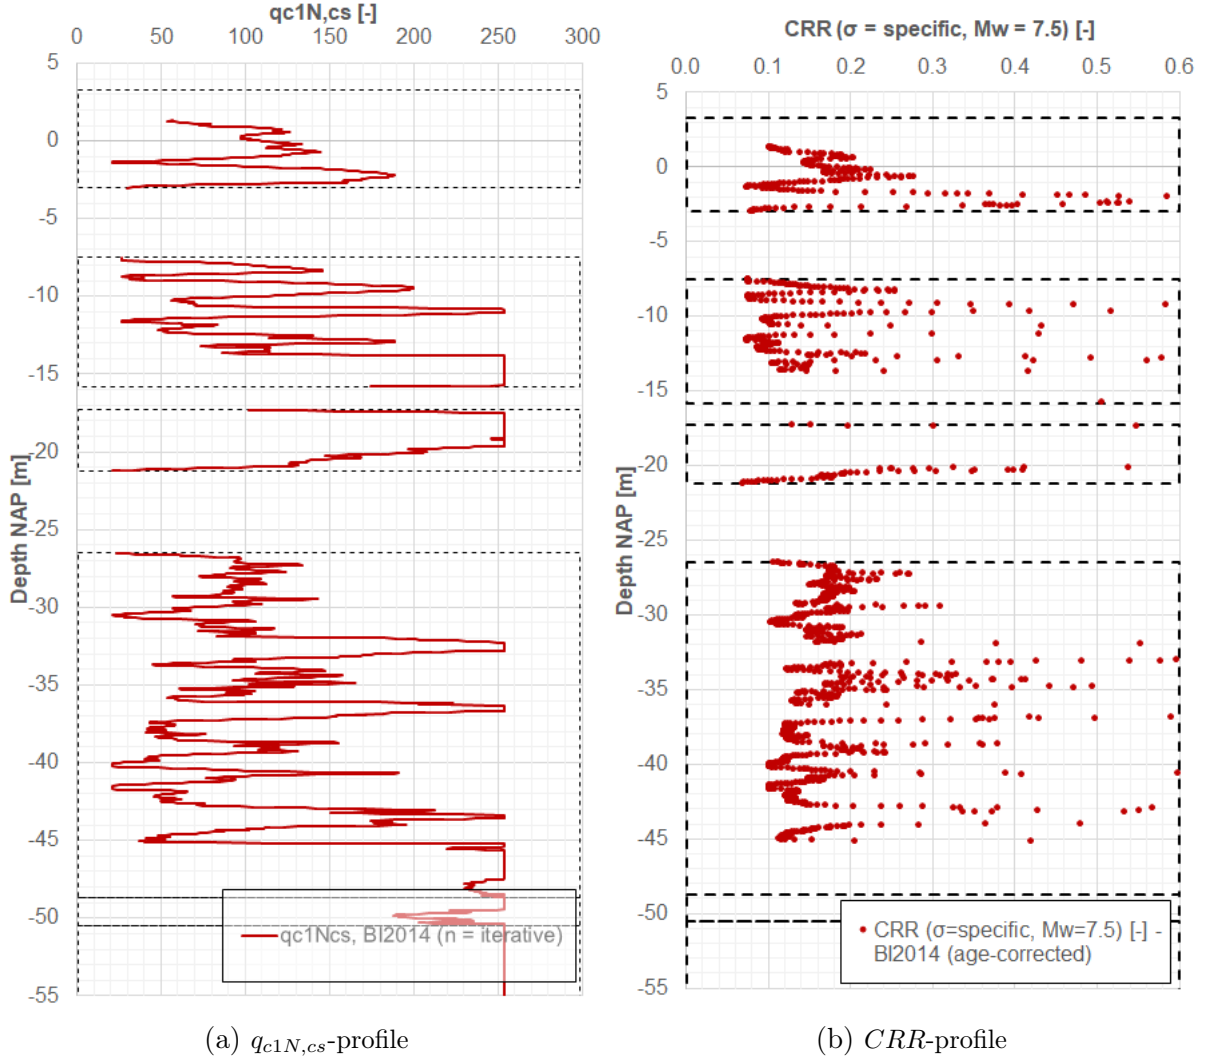 qc1N,cs [-]
0 50 100 150 200 250 300
5
0
-5
-10
-15
-20
-25
-30
-35
-40
-45
-50
-55
Depth NAP [m]
qc1Ncs, BI2014 (n = iterative)
(a) qc1N,cs-profile
CRR (σ = specific, Mw = 7.5) [-]
0.0 0.1 0.2 0.3 0.4 0.5 0.6
5
0
-5
-10
-15
-20
-25
-30
-35
-40
-45
-50
-55
Depth NAP [m]
CRR (σ=specific, Mw=7.5) [-] -
BI2014 (age-corrected)
(b) CRR-profile